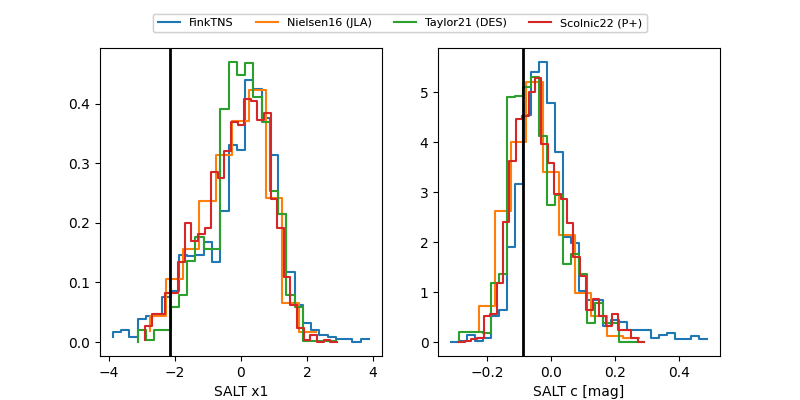 FinkTNS Nielsen16 (JLA) Taylor21 (DES) Scolnic22 (P+)
0.4
0.3
0.2
0.1
0.0
−4 −2 0 2 4
SALT x1
5
4
3
2
1
0
−0.2 0.0 0.2 0.4
SALT c [mag]